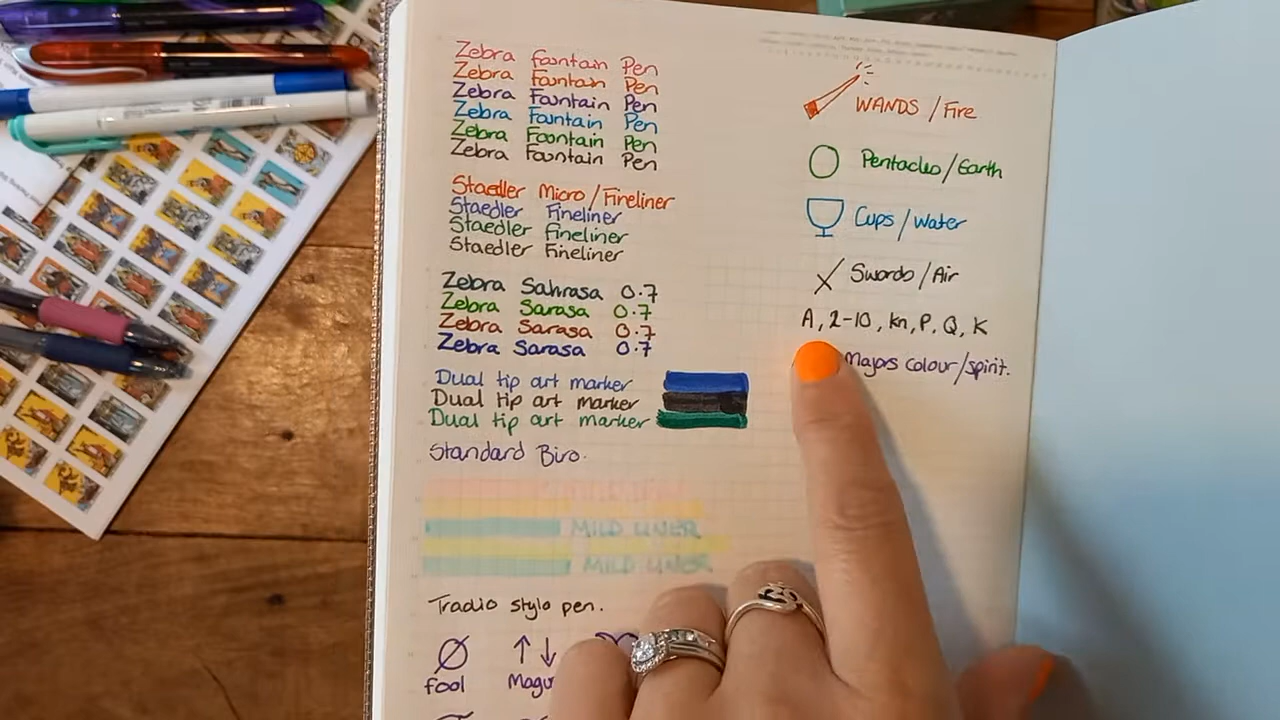 Zebra Fountain Pen
Zebra Fountain Pen
Zebra Fountain Pen
Zebra Fountain Pen
Zebra Foontain Pen
Zebra Fountain Pen
Staedler Micro/Fineliner
Staedler Fineliner
Staedler Fineliner
Staedler Fineliner
Zebra Sahrasa 0.7
Zebra Sarasa 0.7
Zebra Sarasa 0.7
Zebra Sarasa 0.7
Dual tip art marker
Dual tip art marker
Dual tip art marker
Standard Biro.
MILD LINER
MILD LINER
Tradio stylo pen.
fool
WANDS / Fire
Pentacles/Earth
Cups/Water
Swords/Air
A, 2-10, Kn, P, Q, K
Majors colour/spirit.